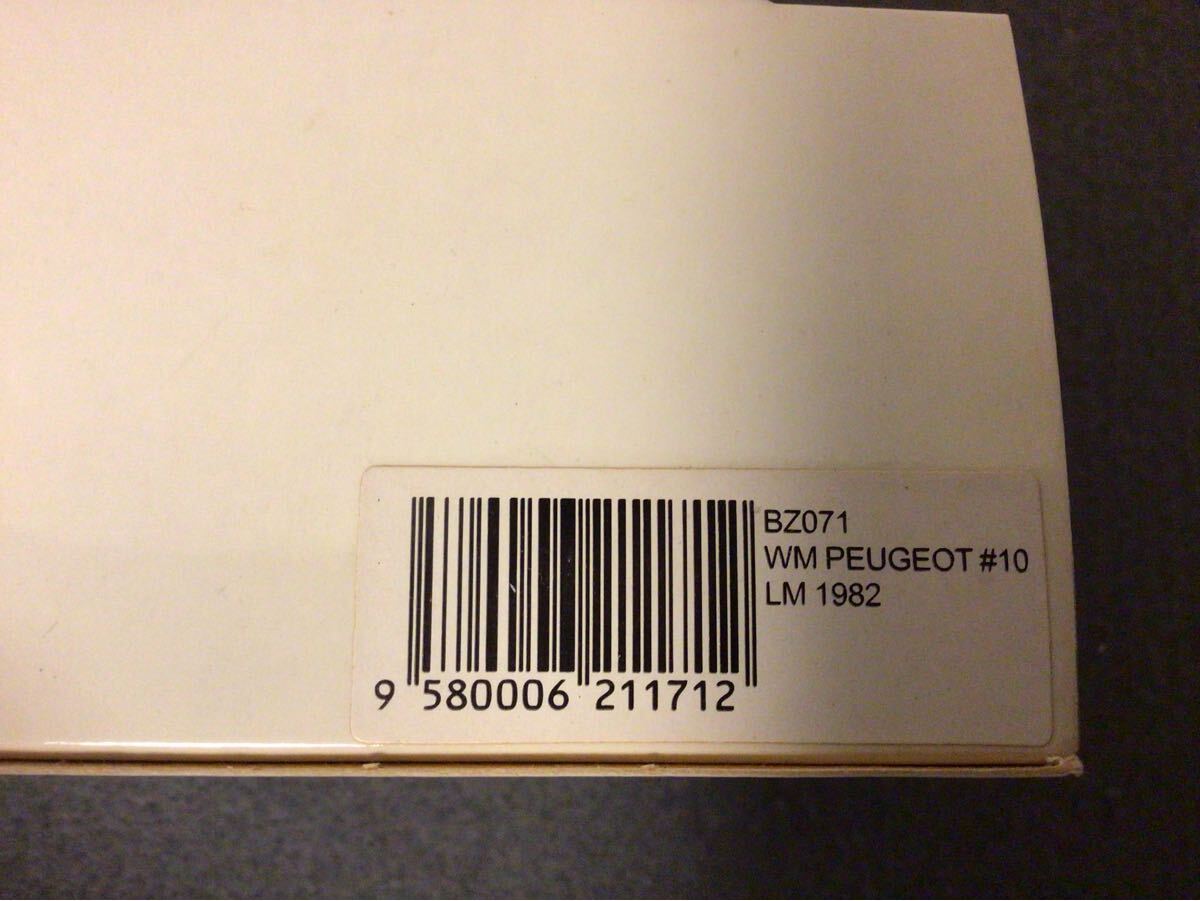 BZ071
WM PEUGEOT #10
LM 1982
9 580006 211712